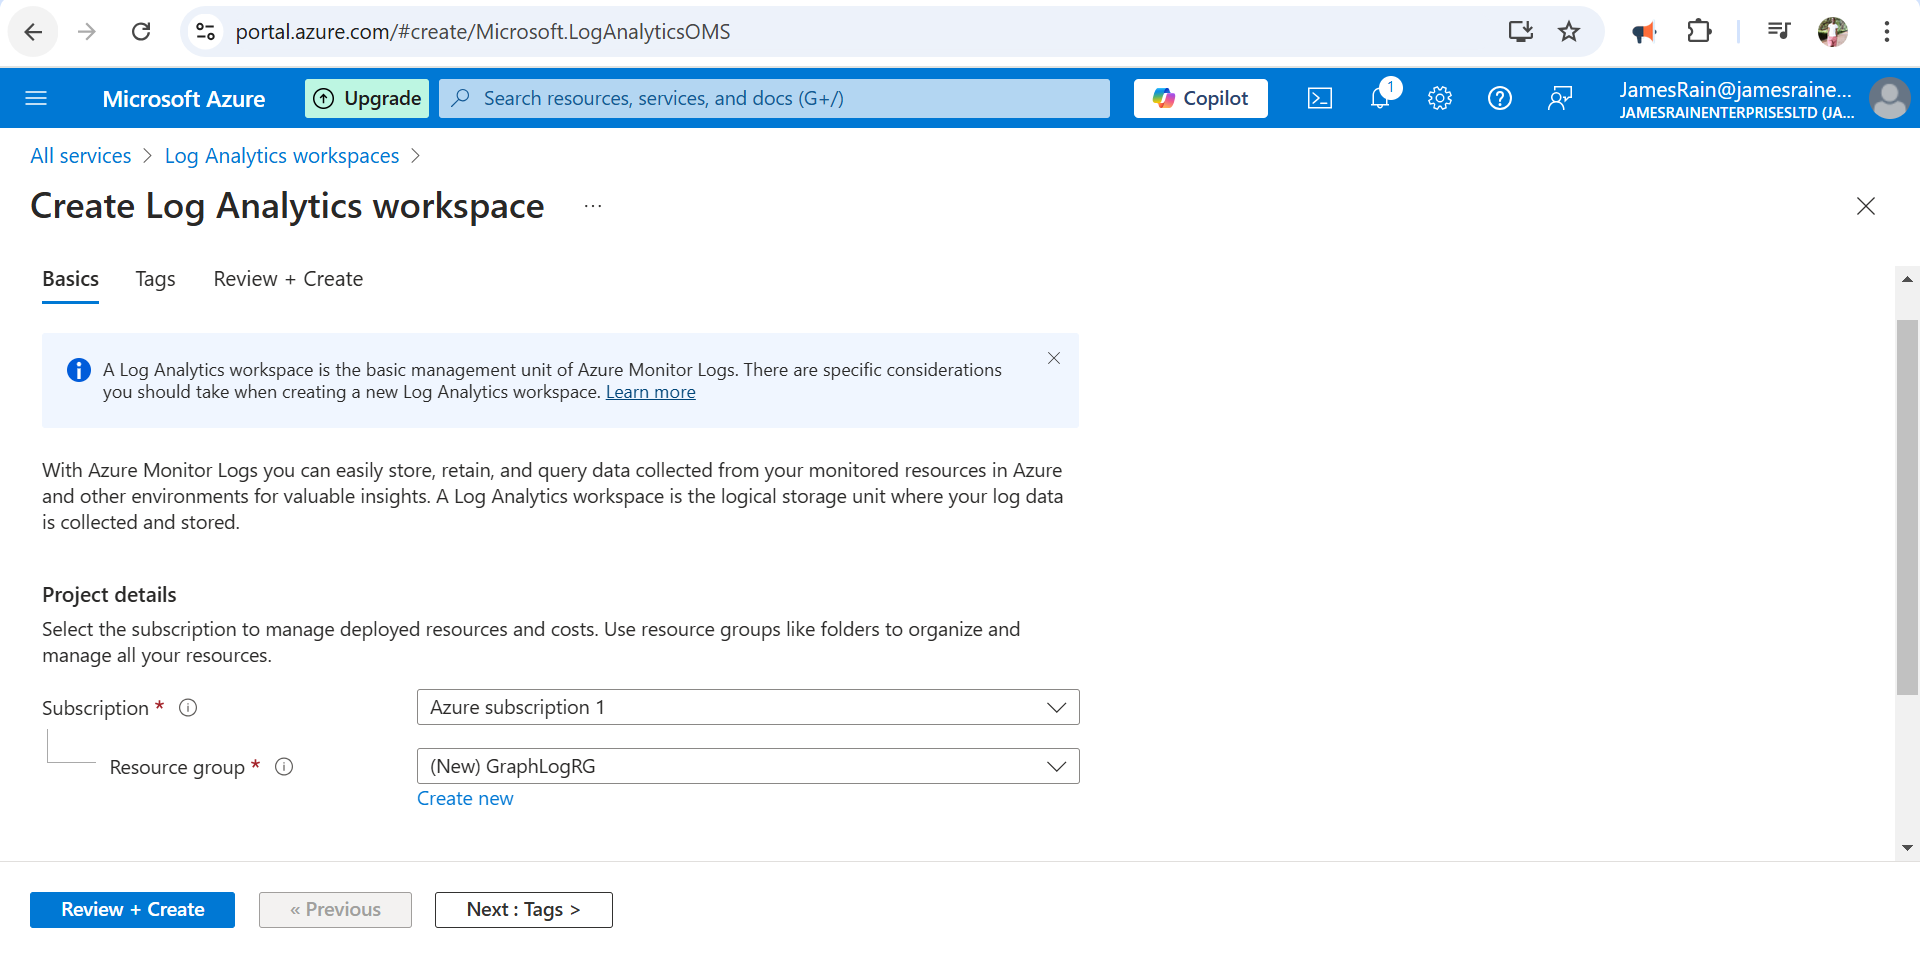 portal.azure.com/#create/Microsoft.LogAnalyticsOMS
Microsoft Azure
Upgrade
Search resources, services, and docs (G+/)
Copilot
1
JamesRain@jamesraine...
JAMESRAINENTERPRISESLTD (JA...
All services > Log Analytics workspaces >
Create Log Analytics workspace ...
Basics Tags Review + Create
A Log Analytics workspace is the basic management unit of Azure Monitor Logs. There are specific considerations
you should take when creating a new Log Analytics workspace. Learn more
With Azure Monitor Logs you can easily store, retain, and query data collected from your monitored resources in Azure
and other environments for valuable insights. A Log Analytics workspace is the logical storage unit where your log data
is collected and stored.
Project details
Select the subscription to manage deployed resources and costs. Use resource groups like folders to organize and
manage all your resources.
Subscription *
Azure subscription 1
Resource group *
(New) GraphLogRG
Create new
Review + Create
« Previous
Next : Tags >